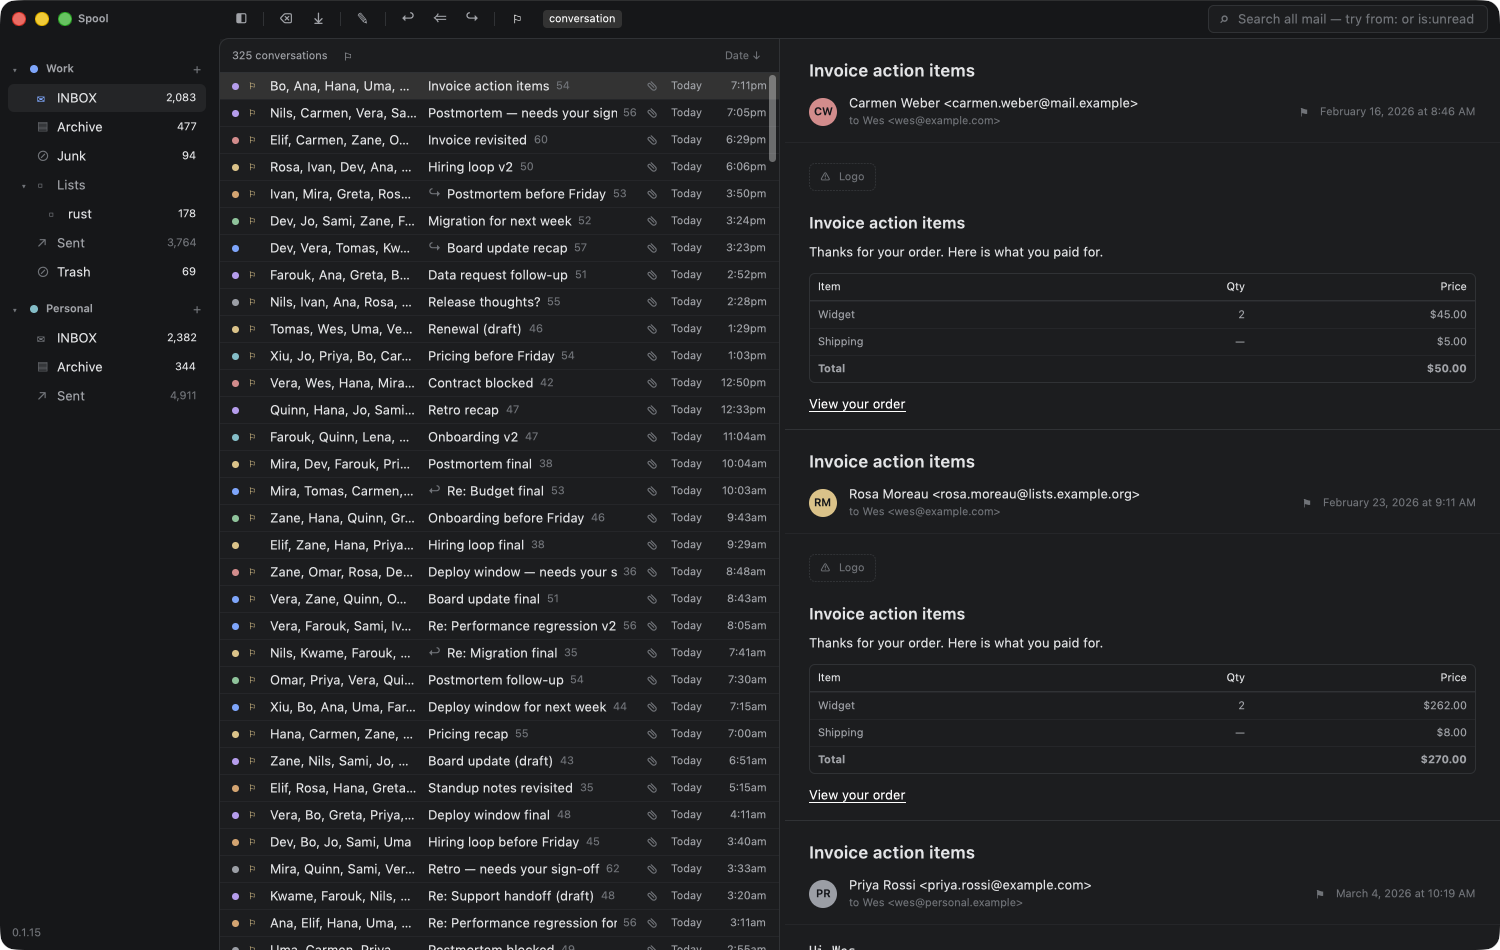 Spool
conversation
Search all mail — try from: or is:unread
Work
INBOX 2,083
Archive 477
Junk 94
Lists
rust 178
Sent 3,764
Trash 69
Personal
INBOX 2,382
Archive 344
Sent 4,911
0.1.15
325 conversations Date ↓
Bo, Ana, Hana, Uma, ... Invoice action items 54 Today 7:11pm
Nils, Carmen, Vera, Sa... Postmortem — needs your sign 56 Today 7:05pm
Elif, Carmen, Zane, O... Invoice revisited 60 Today 6:29pm
Rosa, Ivan, Dev, Ana, ... Hiring loop v2 50 Today 6:06pm
Ivan, Mira, Greta, Ros... Postmortem before Friday 53 Today 3:50pm
Dev, Jo, Sami, Zane, F... Migration for next week 52 Today 3:24pm
Dev, Vera, Tomas, Kw... Board update recap 57 Today 3:23pm
Farouk, Ana, Greta, B... Data request follow-up 51 Today 2:52pm
Nils, Ivan, Ana, Rosa, ... Release thoughts? 55 Today 2:28pm
Tomas, Wes, Uma, Ve... Renewal (draft) 46 Today 1:29pm
Xiu, Jo, Priya, Bo, Car... Pricing before Friday 54 Today 1:03pm
Vera, Wes, Hana, Mira... Contract blocked 42 Today 12:50pm
Quinn, Hana, Jo, Sami... Retro recap 47 Today 12:33pm
Farouk, Quinn, Lena, ... Onboarding v2 47 Today 11:04am
Mira, Dev, Farouk, Pri... Postmortem final 38 Today 10:04am
Mira, Tomas, Carmen,... Re: Budget final 53 Today 10:03am
Zane, Hana, Quinn, Gr... Onboarding before Friday 46 Today 9:43am
Elif, Zane, Hana, Priya... Hiring loop final 38 Today 9:29am
Zane, Omar, Rosa, De... Deploy window — needs your s 36 Today 8:48am
Vera, Zane, Quinn, O... Board update final 51 Today 8:43am
Vera, Farouk, Sami, Iv... Re: Performance regression v2 56 Today 8:05am
Nils, Kwame, Farouk, ... Re: Migration final 35 Today 7:41am
Omar, Priya, Vera, Qui... Postmortem follow-up 54 Today 7:30am
Xiu, Bo, Ana, Uma, Far... Deploy window for next week 44 Today 7:15am
Hana, Carmen, Zane, ... Pricing recap 55 Today 7:00am
Zane, Nils, Sami, Jo, ... Board update (draft) 43 Today 6:51am
Elif, Rosa, Hana, Greta... Standup notes revisited 35 Today 5:15am
Vera, Bo, Greta, Priya,... Deploy window final 48 Today 4:11am
Dev, Bo, Jo, Sami, Uma Hiring loop before Friday 45 Today 3:40am
Mira, Quinn, Sami, Ver... Retro — needs your sign-off 62 Today 3:33am
Kwame, Farouk, Nils, ... Re: Support handoff (draft) 48 Today 3:20am
Ana, Elif, Hana, Uma, ... Re: Performance regression for 56 Today 3:11am
Uma, Carmen, Priya, Postmortem blocked 49 Today 2:55am
Invoice action items
CW
Carmen Weber <carmen.weber@mail.example>
to Wes <wes@example.com>
February 16, 2026 at 8:46 AM
Logo
Invoice action items
Thanks for your order. Here is what you paid for.
Item Qty Price
Widget 2 $45.00
Shipping — $5.00
Total $50.00
View your order
Invoice action items
RM
Rosa Moreau <rosa.moreau@lists.example.org>
to Wes <wes@example.com>
February 23, 2026 at 9:11 AM
Logo
Invoice action items
Thanks for your order. Here is what you paid for.
Item Qty Price
Widget 2 $262.00
Shipping — $8.00
Total $270.00
View your order
Invoice action items
PR
Priya Rossi <priya.rossi@example.com>
to Wes <wes@personal.example>
March 4, 2026 at 10:19 AM
Hi Wes